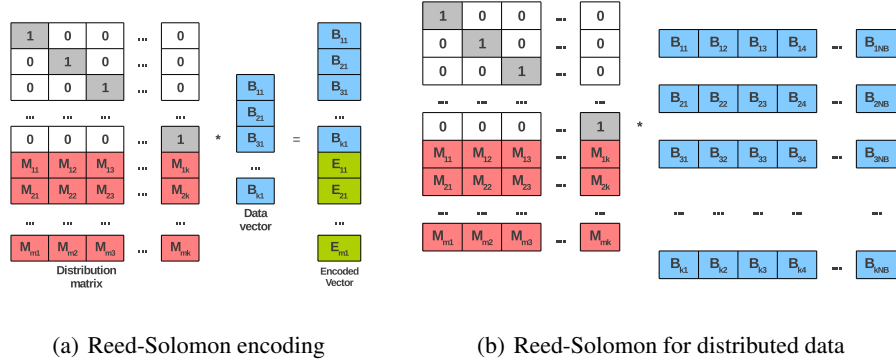 1 0 0 ... 0
0 1 0 ... 0
0 0 1 ... 0
... ...
0 0 0 ... 1
M11 M12 M13 ... M1k
M21 M22 M23 ... M2k
... ...
Mm1 Mm2 Mm3 ... Mmk
Distribution
matrix
*
B11
B21
B31
...
Bk1
Data
vector
=
B11
B21
B31
...
Bk1
E11
E21
...
Em1
Encoded
Vector
(a) Reed-Solomon encoding
1 0 0 ... 0
0 1 0 ... 0
0 0 1 ... 0
... ...
0 0 0 ... 1
M11 M12 M13 ... M1k
M21 M22 M23 ... M2k
... ...
Mm1 Mm2 Mm3 ... Mmk
*
B11 B12 B13 B14 ... B1NB
B21 B22 B23 B24 ... B2NB
B31 B32 B33 B34 ... B3NB
... ... ... ... ...
Bk1 Bk2 Bk3 Bk4 ... BkNB
(b) Reed-Solomon for distributed data